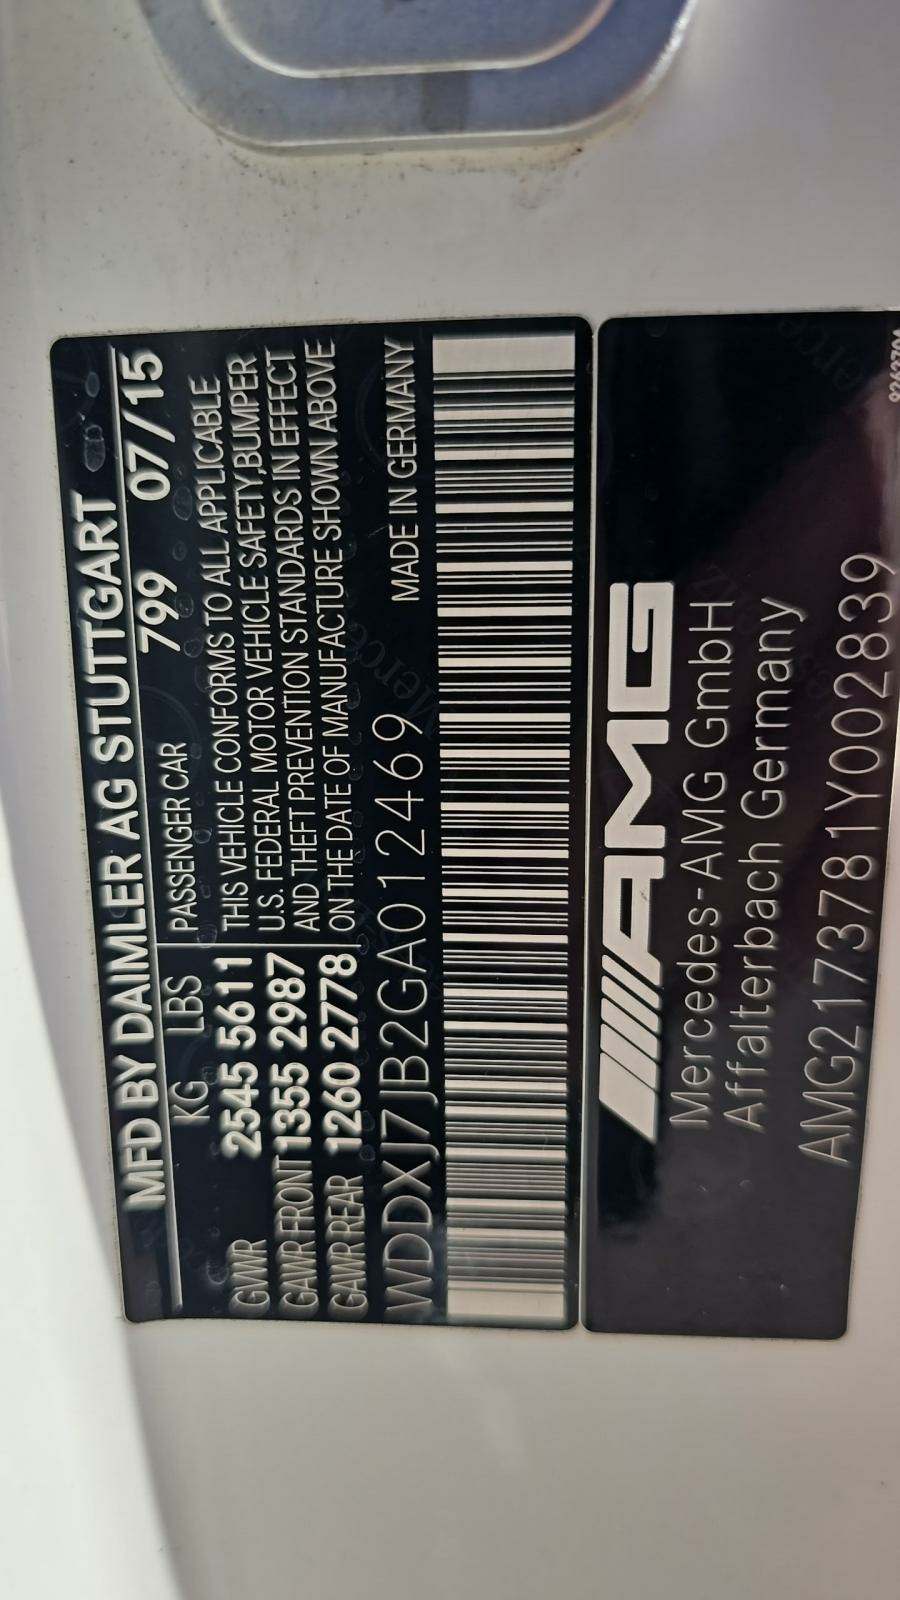 MFD BY DAIMLER AG STUTTGART
799 07/15
KG LBS PASSENGER CAR
GVWR 2545 5611
GAWR FRONT 1355 2987
GAWR REAR 1260 2778
THIS VEHICLE CONFORMS TO ALL APPLICABLE
U.S. FEDERAL MOTOR VEHICLE SAFETY,BUMPER
AND THEFT PREVENTION STANDARDS IN EFFECT
ON THE DATE OF MANUFACTURE SHOWN ABOVE
WDDXJ7JB2GA012469
MADE IN GERMANY
AMG
Mercedes-AMG GmbH
Affalterbach Germany
AMG2173781Y002839